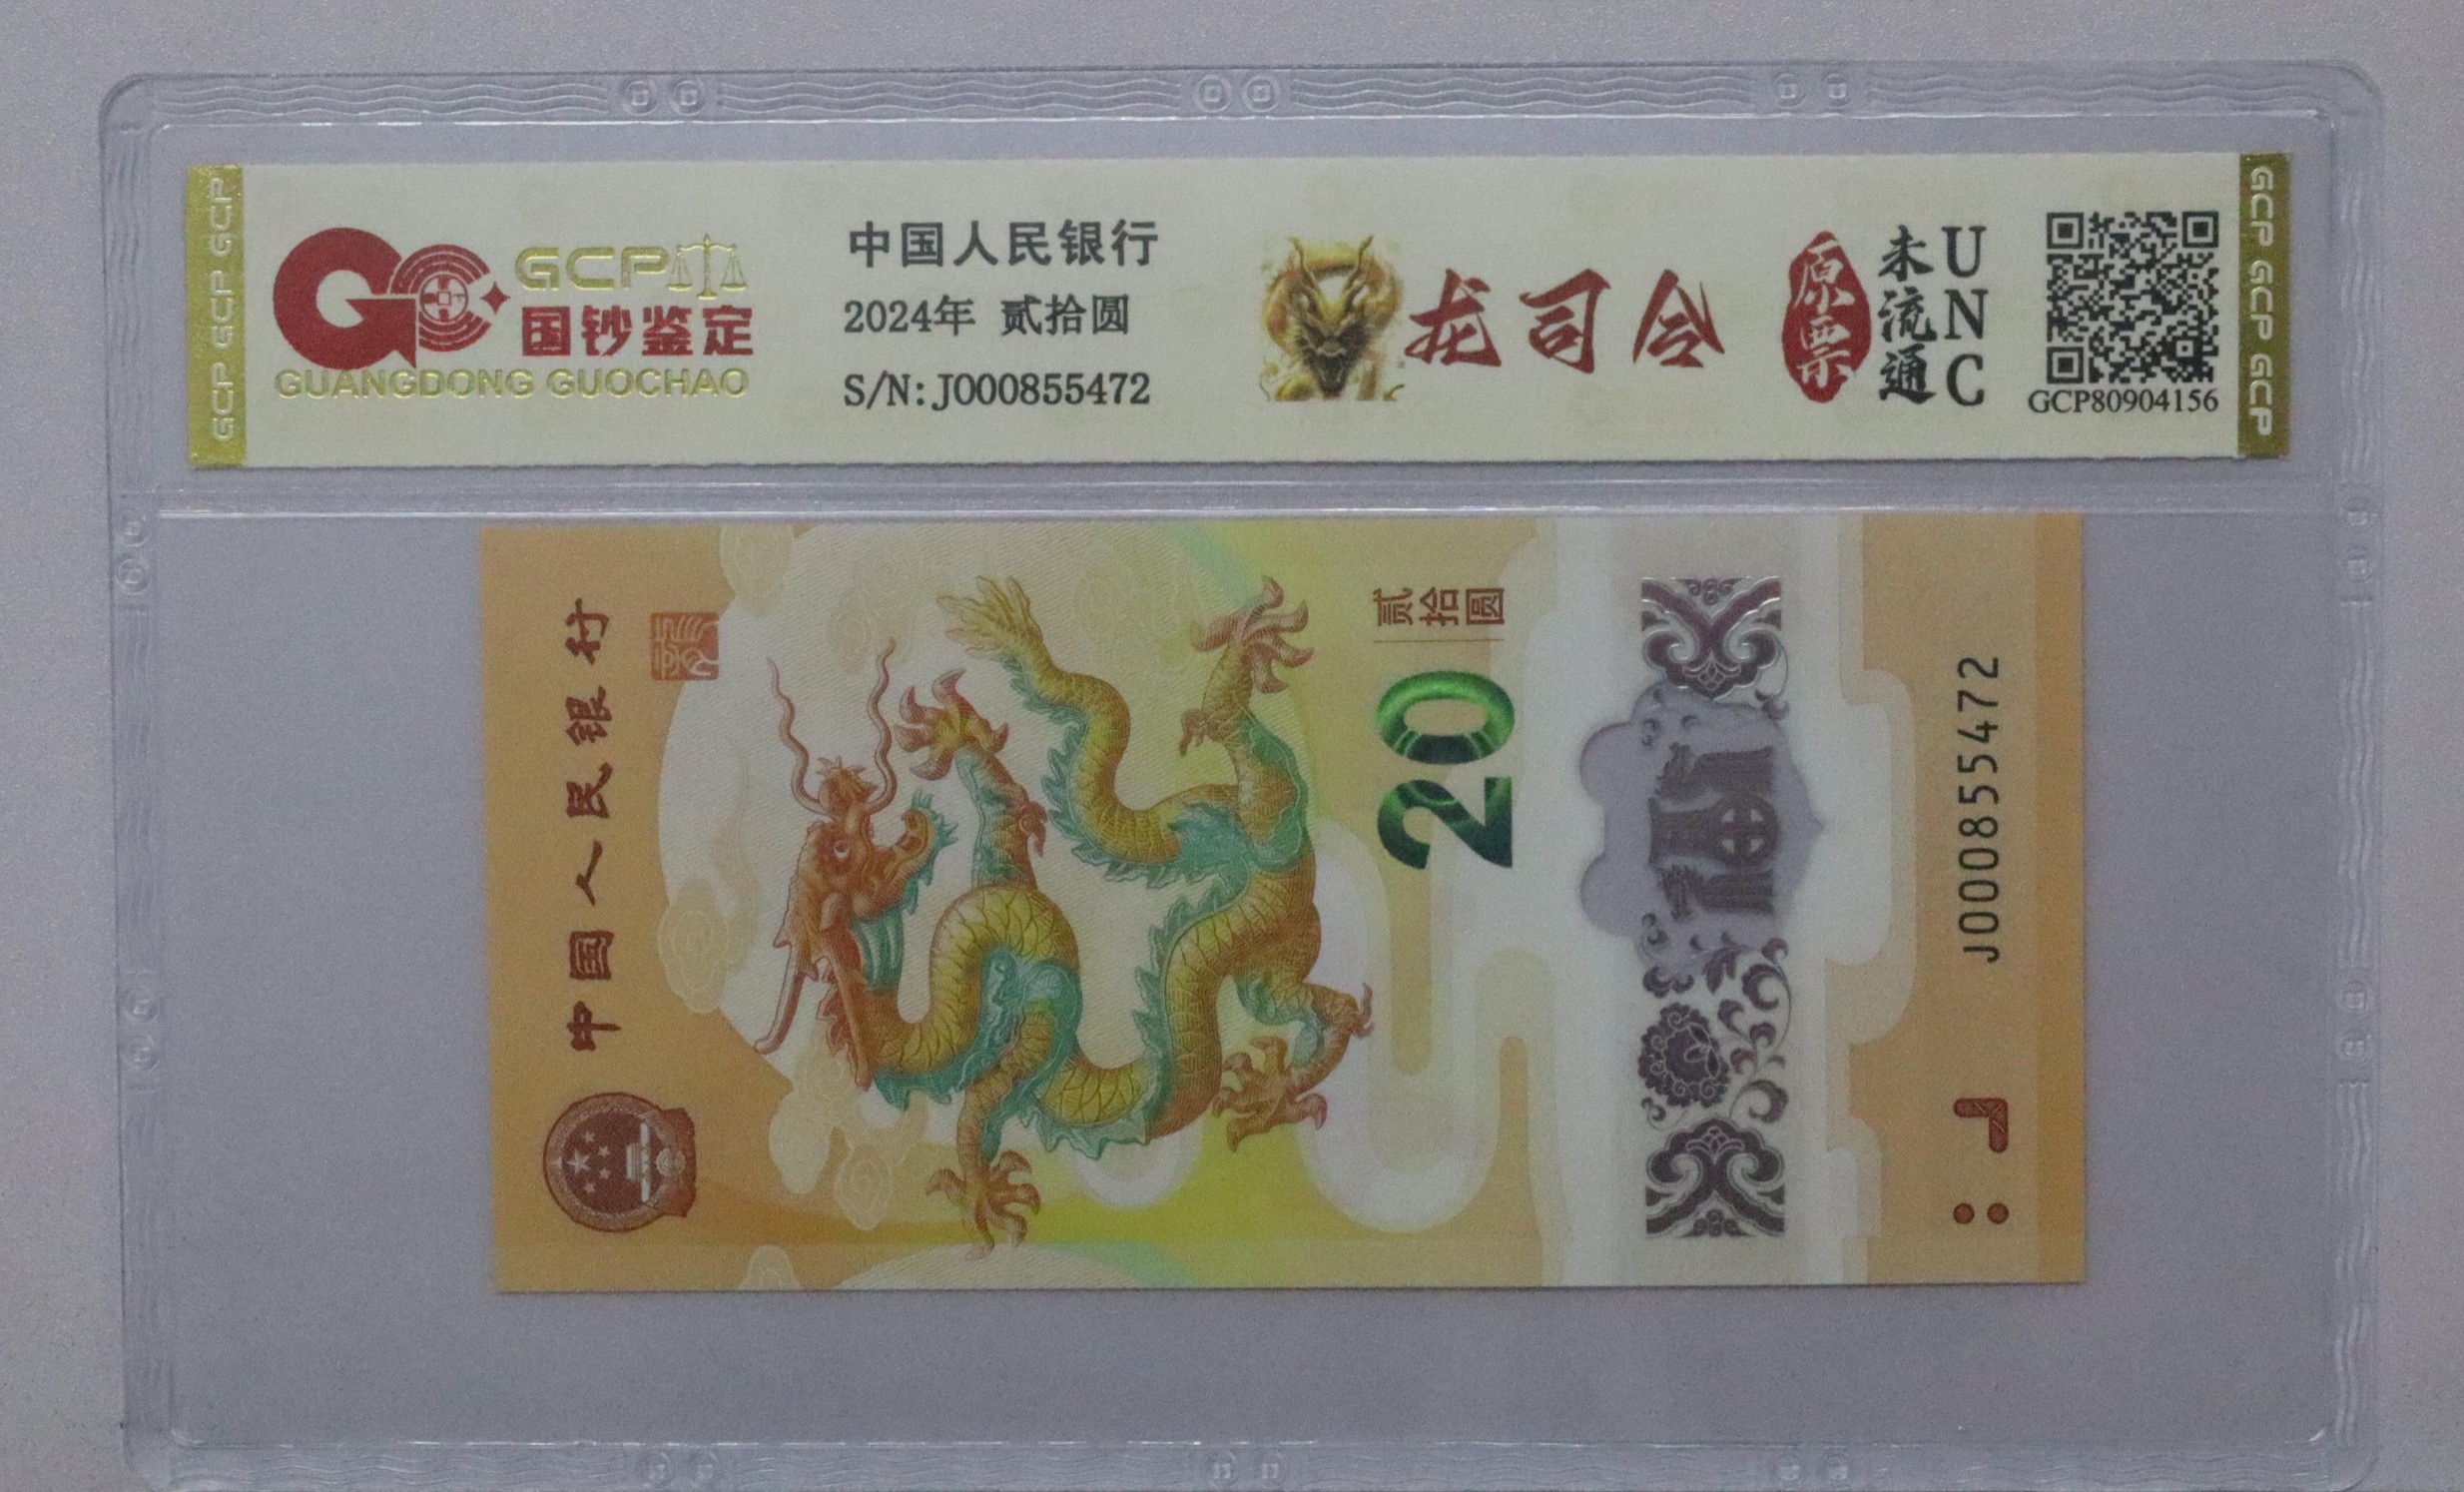 GCP GCP GCP
GCP
国钞鉴定
GUANGDONG GUOCHAO
中国人民银行
2024年 贰拾圆
S/N: J000855472
龙司令
原票
未流通
UNC
GCP80904156
GCP GCP GCP
中国人民银行
贰拾圆
20
J000855472